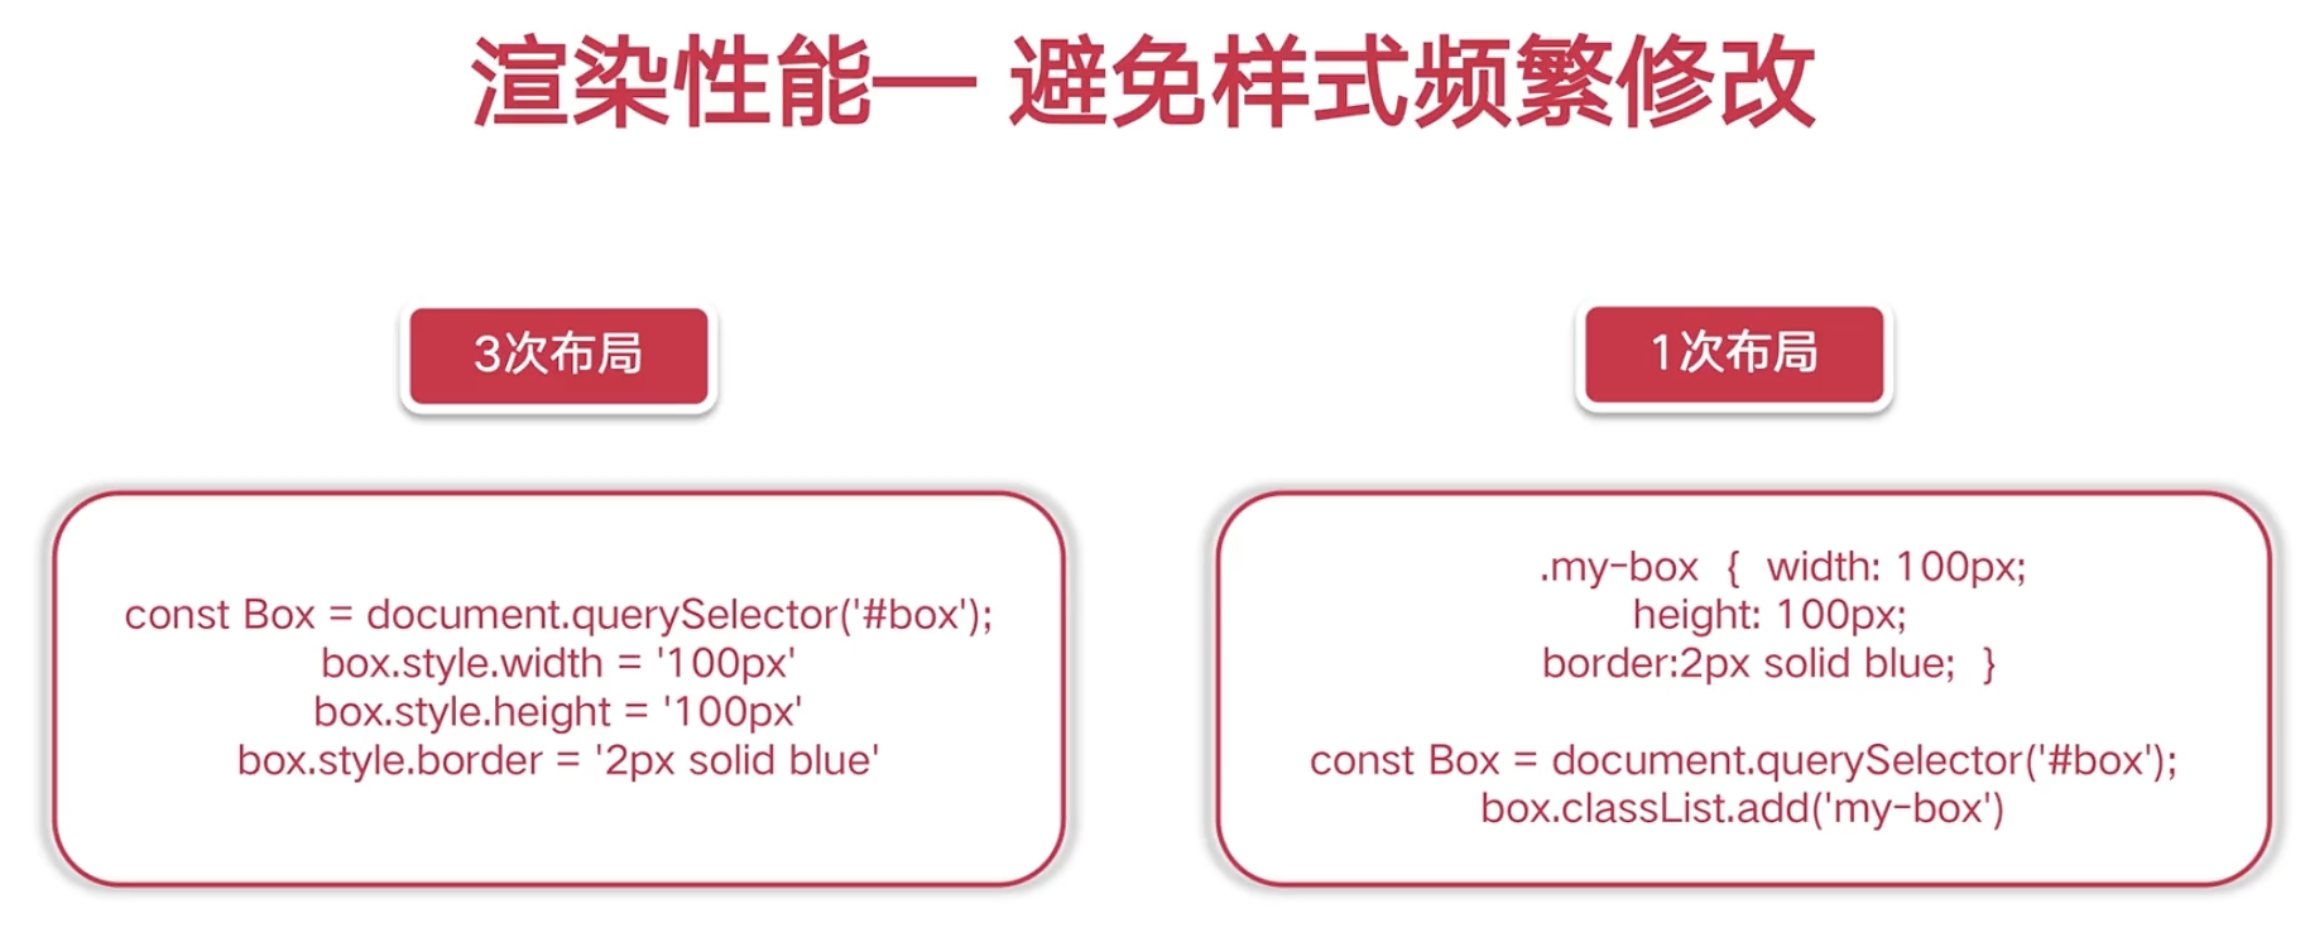 渲染性能— 避免样式频繁修改
3次布局
const Box = document.querySelector('#box');
box.style.width = '100px'
box.style.height = '100px'
box.style.border = '2px solid blue'
1次布局
.my-box { width: 100px;
height: 100px;
border:2px solid blue; }
const Box = document.querySelector('#box');
box.classList.add('my-box')